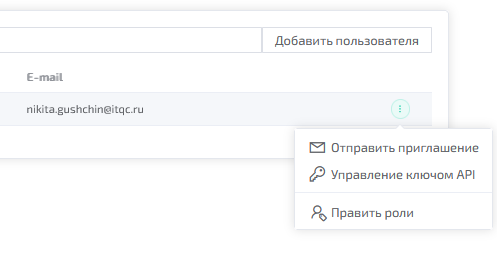 Добавить пользователя
E-mail
nikita.gushchin@itqc.ru
Отправить приглашение
Управление ключом API
Править роли